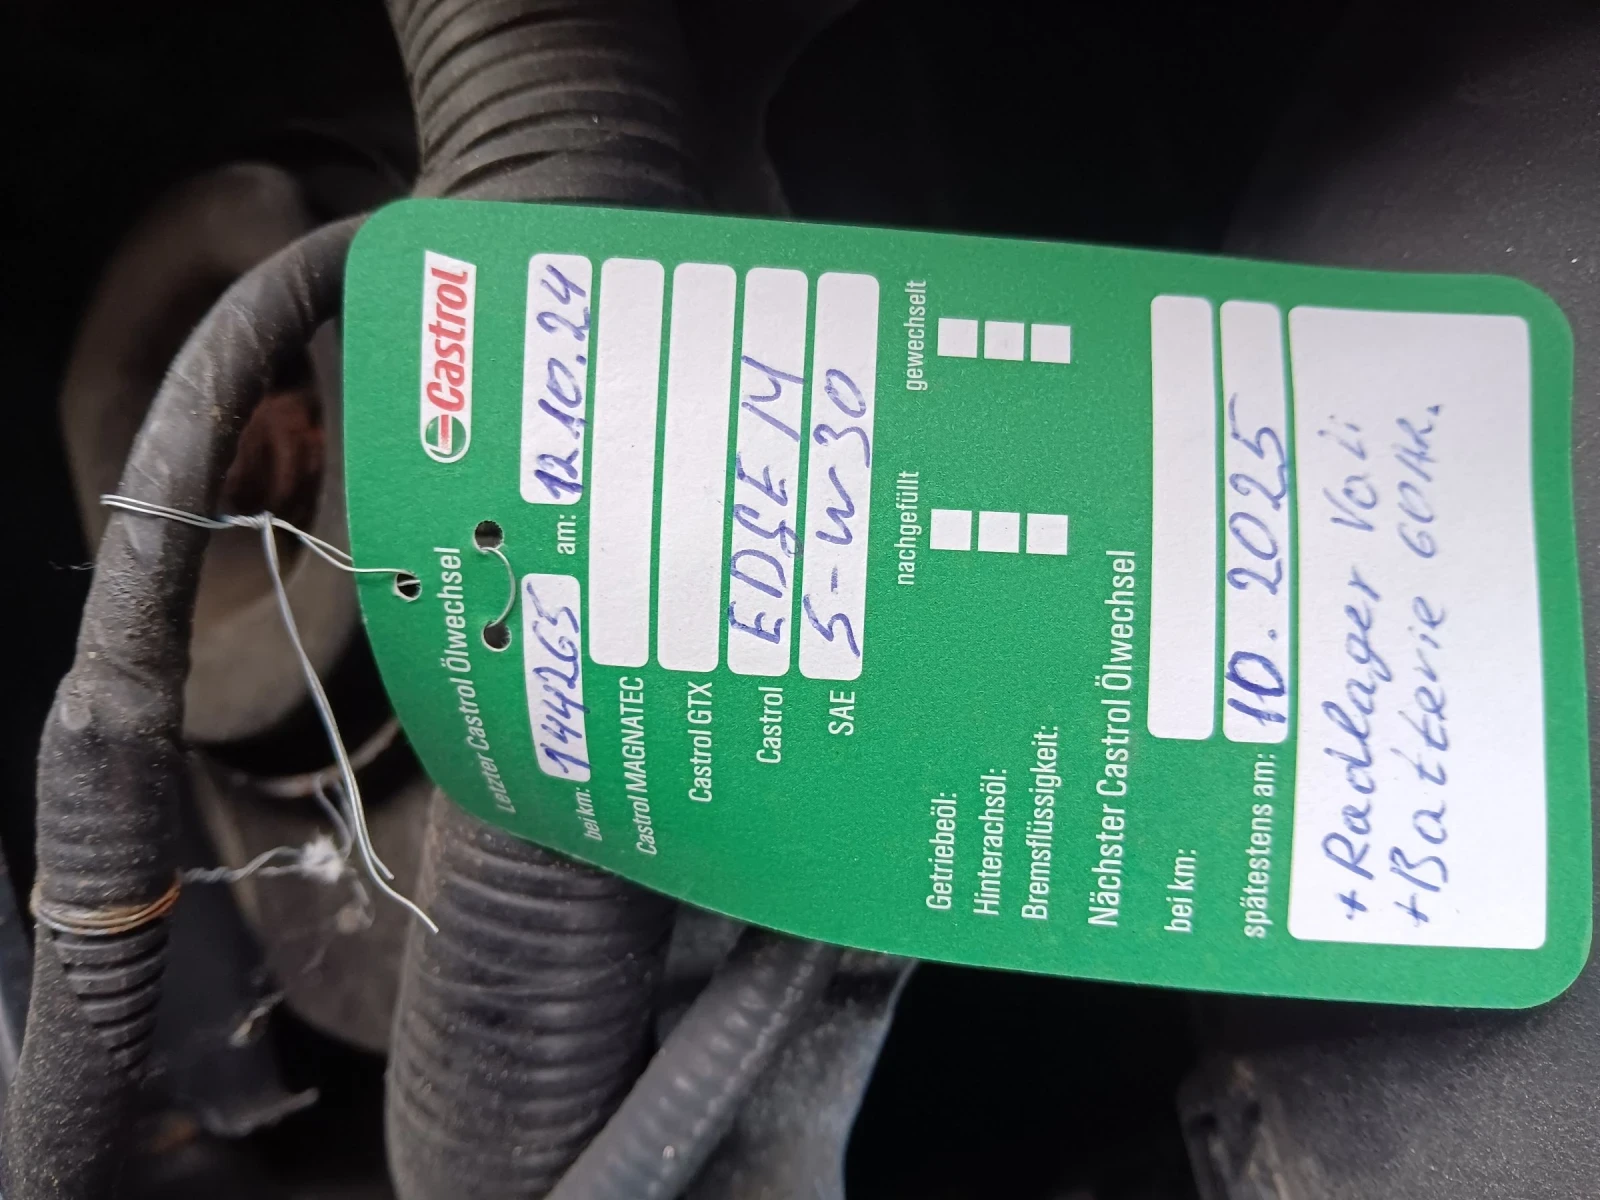 Castrol
Letzter Castrol Ölwechsel
bei km: 144265 am: 12.10.24
Castrol MAGNATEC
Castrol GTX
Castrol EDGE M
SAE 5-W30
nachgefüllt gewechselt
Getriebeöl:
Hinterachsöl:
Bremsflüssigkeit:
Nächster Castrol Ölwechsel
bei km:
spätestens am: 10.2025
+Radlager Vo Li
+Batterie 60Ah.